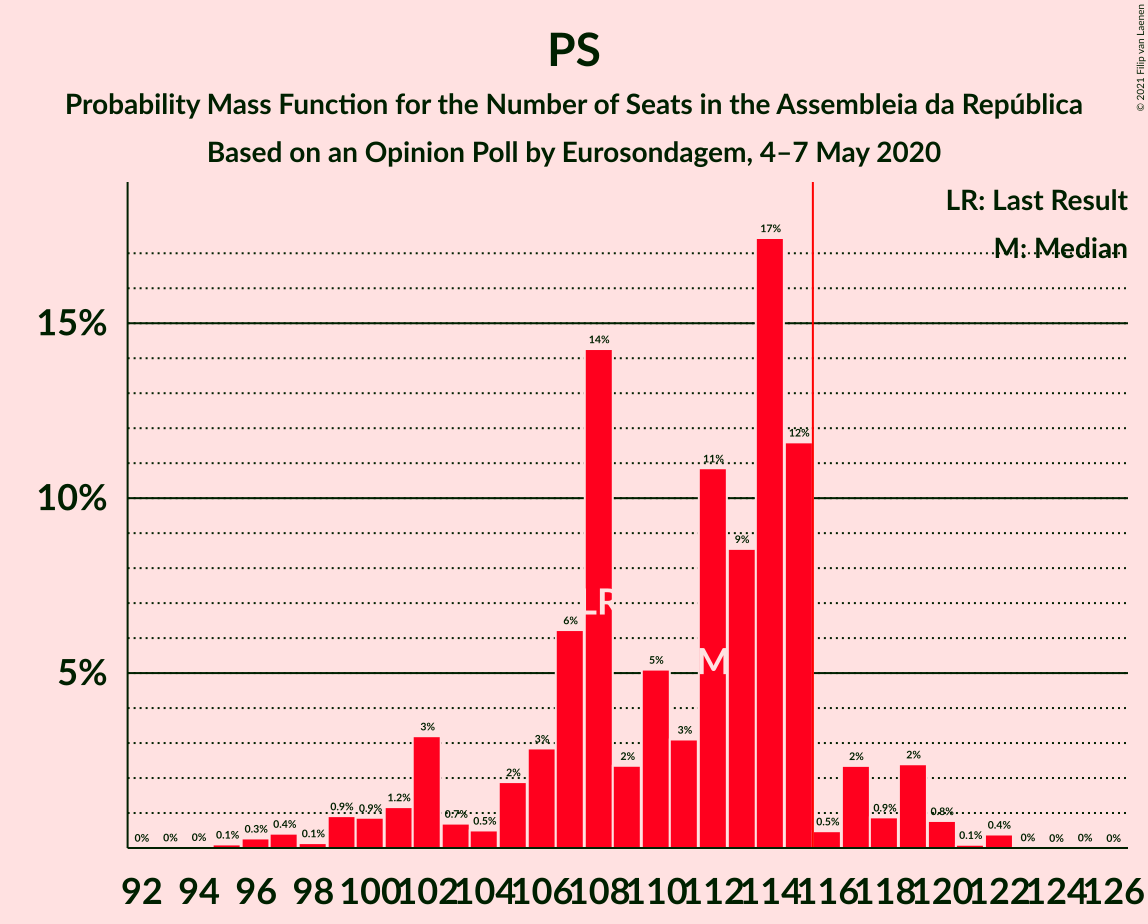 PS
Probability Mass Function for the Number of Seats in the Assembleia da República
Based on an Opinion Poll by Eurosondagem, 4–7 May 2020
© 2021 Filip van Laenen
LR: Last Result
M: Median
15%
10%
5%
0% 0% 0% 0.1% 0.3% 0.4% 0.1% 0.9% 0.9% 1.2% 3% 0.7% 0.5% 2% 3% 6% 14% 2% 5% 3% 11% 9% 17% 12% 0.5% 2% 0.9% 2% 0.8% 0.1% 0.4% 0% 0% 0% 0%
LR
M
92 94 96 98 100 102 104 106 108 110 112 114 116 118 120 122 124 126